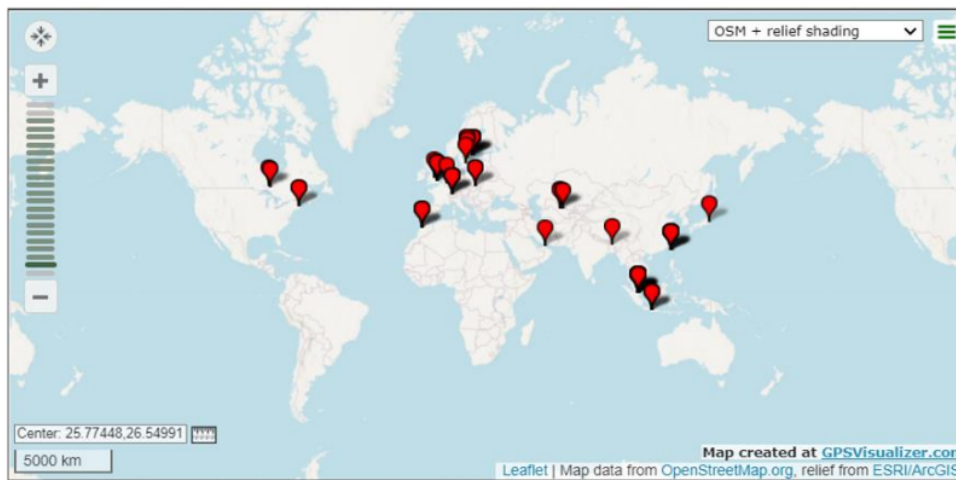 OSM + relief shading
Center: 25.77448,26.54991
5000 km
Map created at GPSVisualizer.com
Leaflet | Map data from OpenStreetMap.org, relief from ESRI/ArcGIS